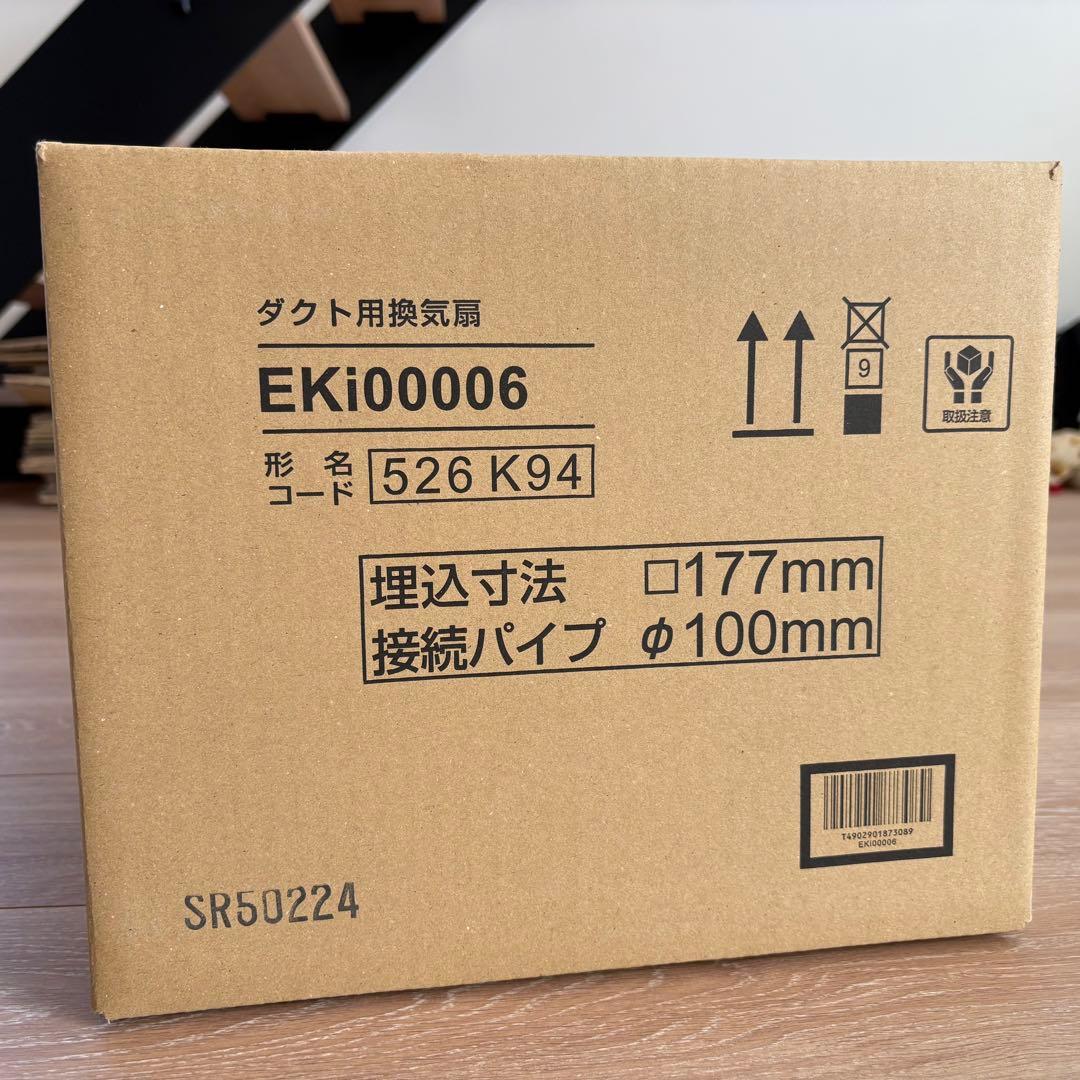 ダクト用換気扇
EKi00006
形名
コード 526 K94
埋込寸法 □177mm
接続パイプ φ100mm
9
取扱注意
T4902901873089
EKi00006
SR50224